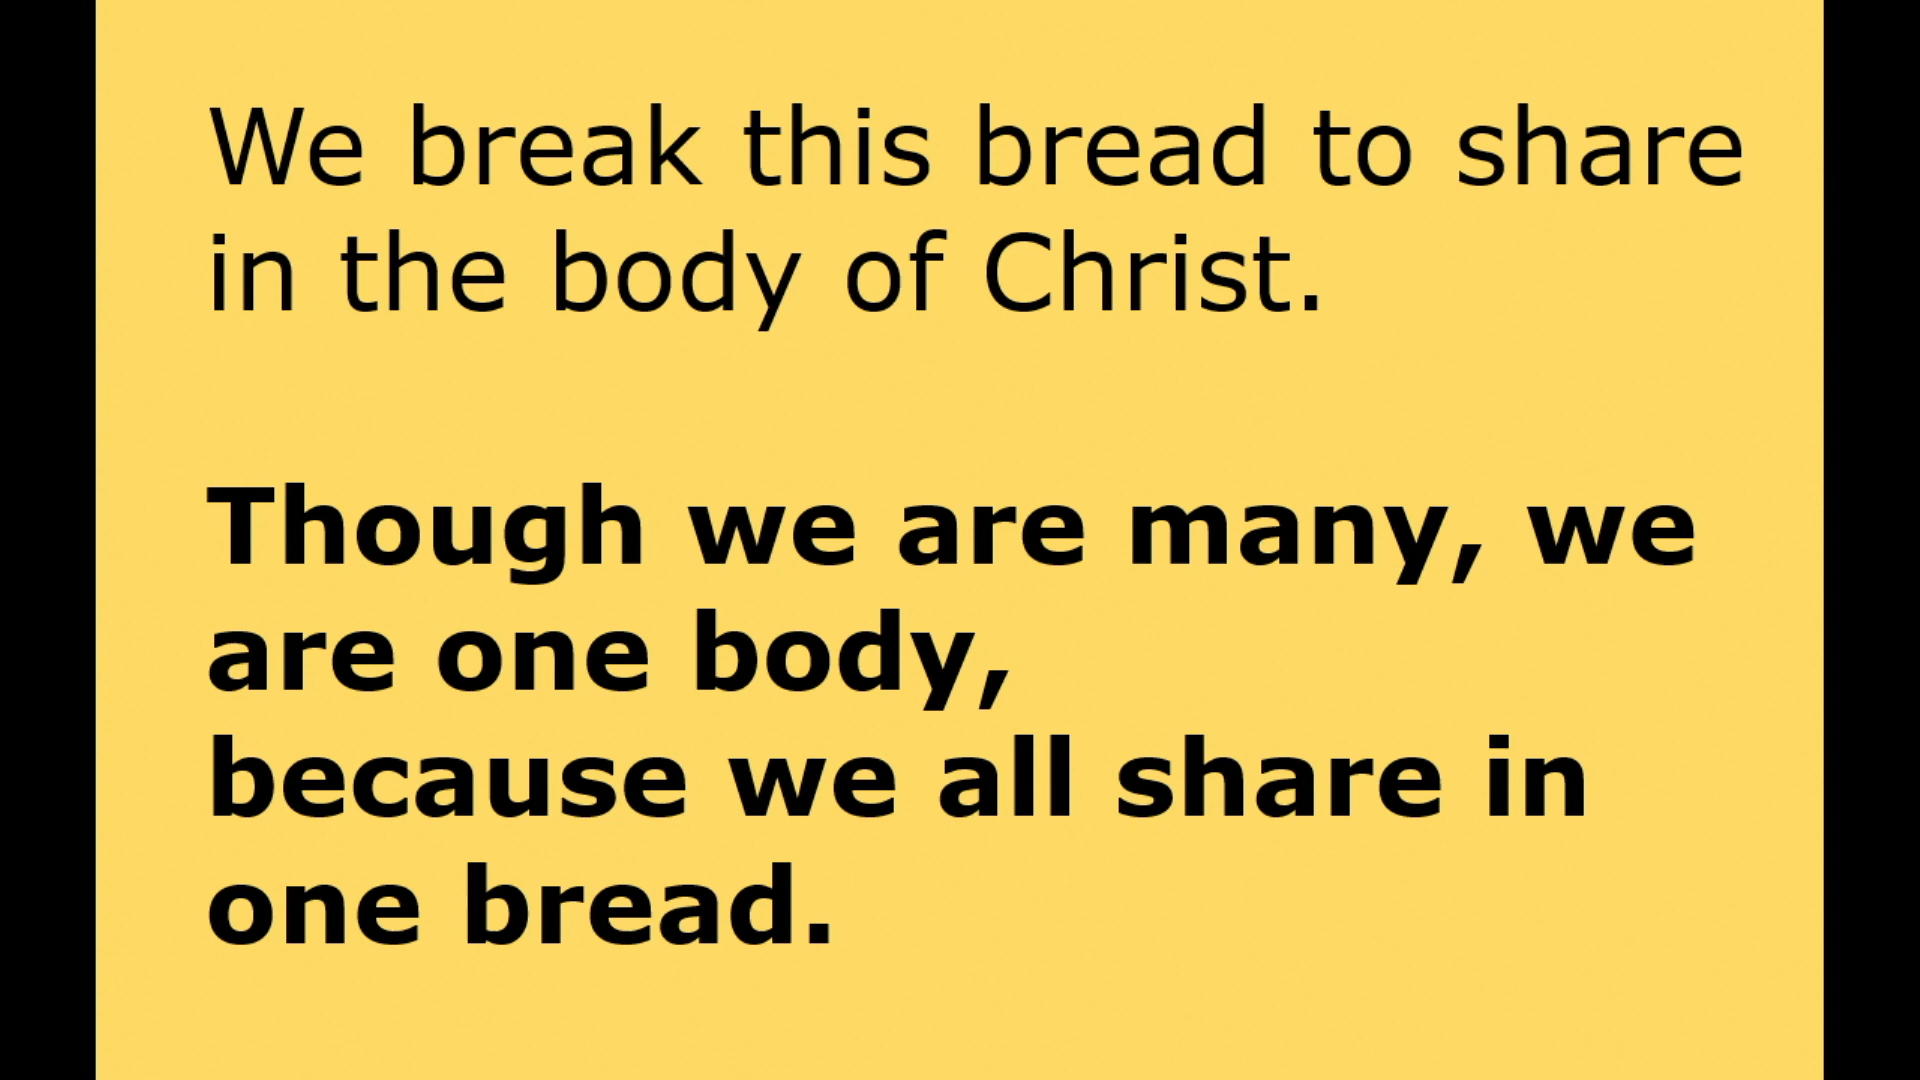 We break this bread to share
in the body of Christ.
Though we are many, we
are one body,
because we all share in
one bread.